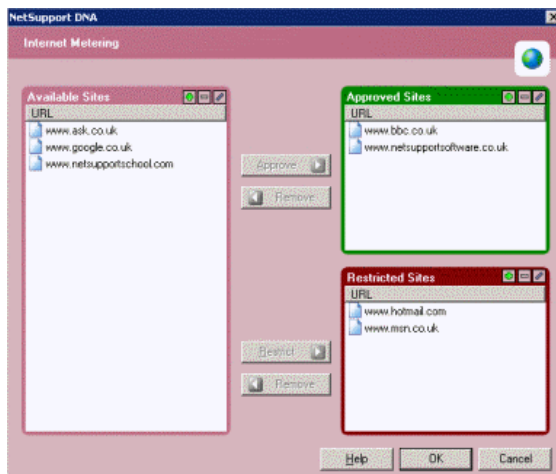 NetSupport DNA
Internet Metering
Available Sites
URL
www.ask.co.uk
www.google.co.uk
www.netsupportschool.com
Approve
Remove
Approved Sites
URL
www.bbc.co.uk
www.netsupportsoftware.co.uk
Restrict
Remove
Restricted Sites
URL
www.hotmail.com
www.msn.co.uk
Help
OK
Cancel